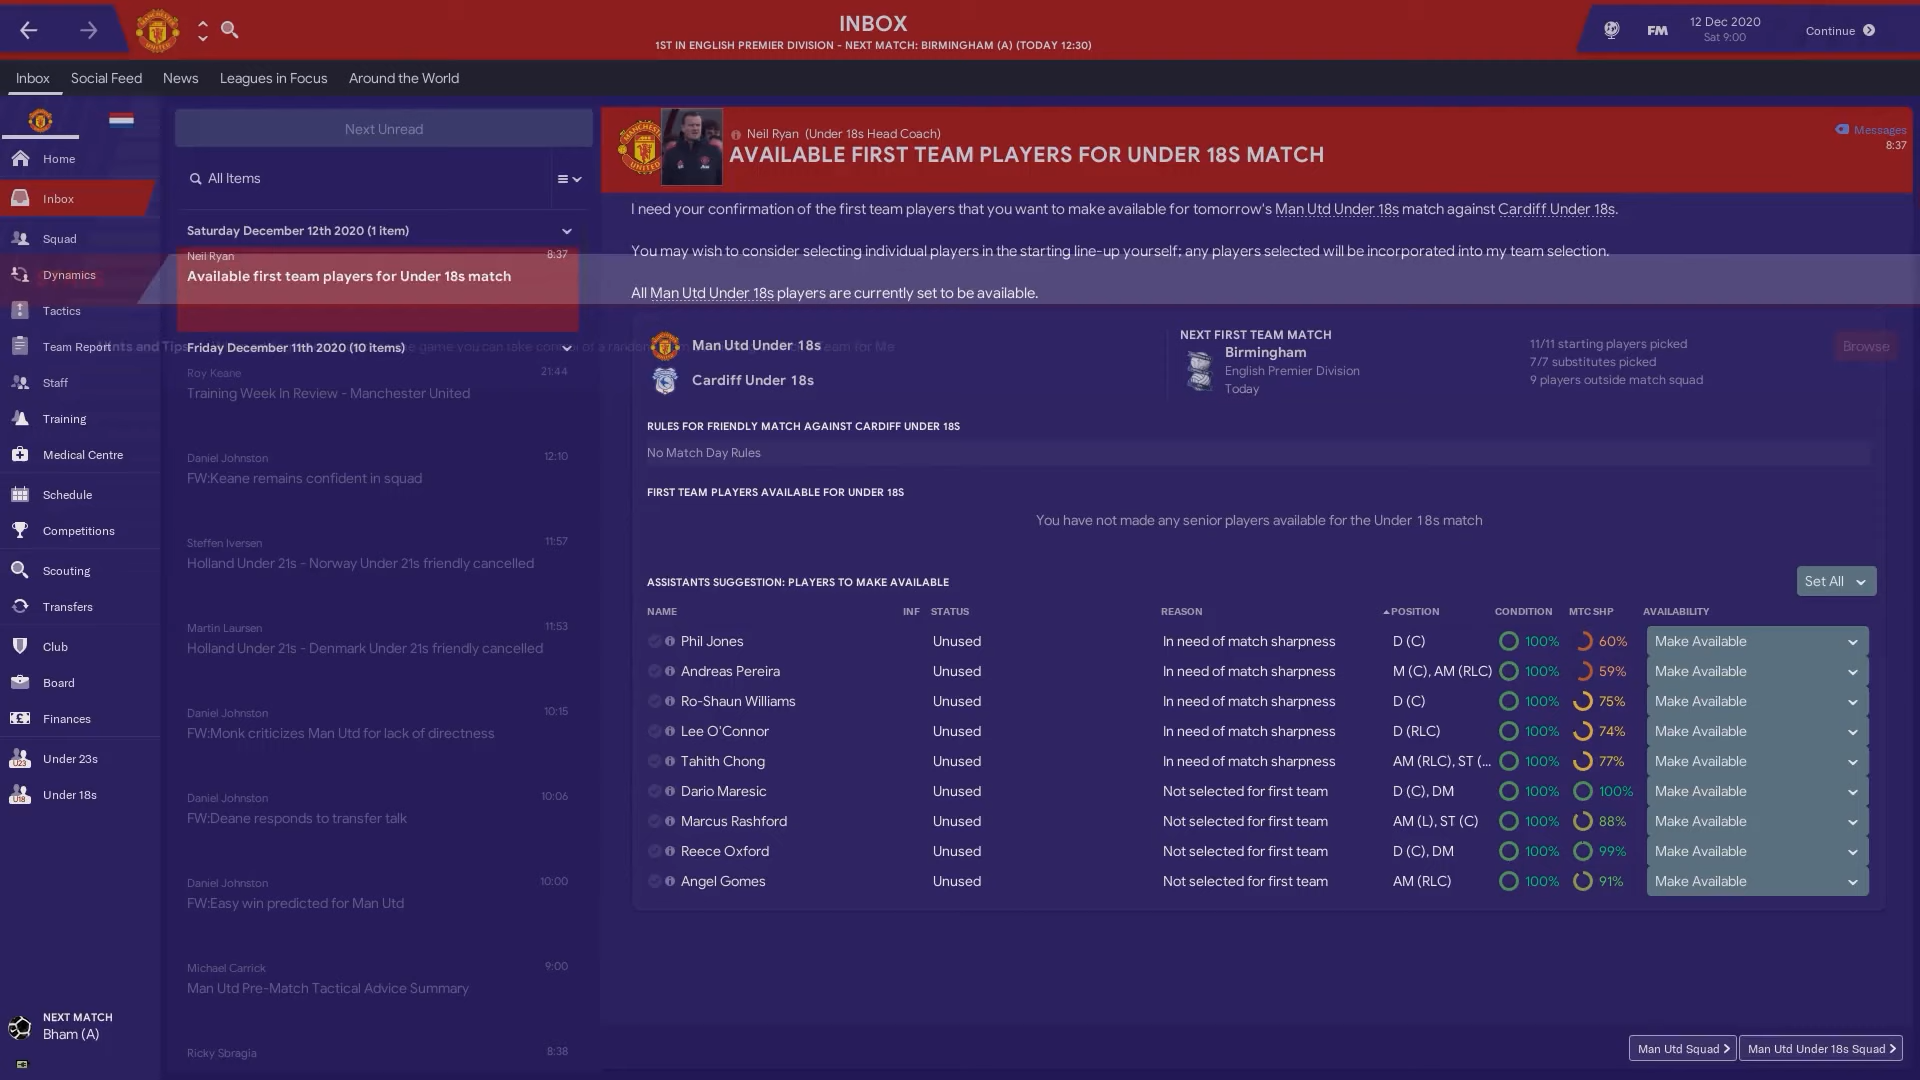 INBOX
1ST IN ENGLISH PREMIER DIVISION - NEXT MATCH: BIRMINGHAM (A) (TODAY 12:30)
FM
12 Dec 2020
Sat 9:00
Continue
Inbox Social Feed News Leagues in Focus Around the World
Home
Inbox
Squad
Dynamics
Tactics
Team Report
Staff
Training
Medical Centre
Schedule
Competitions
Scouting
Transfers
Club
Board
Finances
U23 Under 23s
U18 Under 18s
NEXT MATCH
Bham (A)
Next Unread
All Items
Saturday December 12th 2020 (1 item)
Neil Ryan 8:37
Available first team players for Under 18s match
Hints and Tips
Friday December 11th 2020 (10 items)
Roy Keane 21:44
Training Week In Review - Manchester United
Daniel Johnston 12:10
FW:Keane remains confident in squad
Steffen Iversen 11:57
Holland Under 21s - Norway Under 21s friendly cancelled
Martin Laursen 11:53
Holland Under 21s - Denmark Under 21s friendly cancelled
Daniel Johnston 10:15
FW:Monk criticizes Man Utd for lack of directness
Daniel Johnston 10:06
FW:Deane responds to transfer talk
Daniel Johnston 10:00
FW:Easy win predicted for Man Utd
Michael Carrick 9:00
Man Utd Pre-Match Tactical Advice Summary
Ricky Sbragia 8:38
Neil Ryan (Under 18s Head Coach)
AVAILABLE FIRST TEAM PLAYERS FOR UNDER 18S MATCH
Messages
8:37
I need your confirmation of the first team players that you want to make available for tomorrow's Man Utd Under 18s match against Cardiff Under 18s.
You may wish to consider selecting individual players in the starting line-up yourself; any players selected will be incorporated into my team selection.
All Man Utd Under 18s players are currently set to be available.
Man Utd Under 18s
Cardiff Under 18s
NEXT FIRST TEAM MATCH
Birmingham
English Premier Division
Today
11/11 starting players picked
7/7 substitutes picked
9 players outside match squad
Browse
RULES FOR FRIENDLY MATCH AGAINST CARDIFF UNDER 18S
No Match Day Rules
FIRST TEAM PLAYERS AVAILABLE FOR UNDER 18S
You have not made any senior players available for the Under 18s match
ASSISTANTS SUGGESTION: PLAYERS TO MAKE AVAILABLE
Set All
NAME INF STATUS REASON POSITION CONDITION MTC SHP AVAILABILITY
Phil Jones Unused In need of match sharpness D (C) 100% 60% Make Available
Andreas Pereira Unused In need of match sharpness M (C), AM (RLC) 100% 59% Make Available
Ro-Shaun Williams Unused In need of match sharpness D (C) 100% 75% Make Available
Lee O'Connor Unused In need of match sharpness D (RLC) 100% 74% Make Available
Tahith Chong Unused In need of match sharpness AM (RLC), ST (... 100% 77% Make Available
Dario Maresic Unused Not selected for first team D (C), DM 100% 100% Make Available
Marcus Rashford Unused Not selected for first team AM (L), ST (C) 100% 88% Make Available
Reece Oxford Unused Not selected for first team D (C), DM 100% 99% Make Available
Angel Gomes Unused Not selected for first team AM (RLC) 100% 91% Make Available
Man Utd Squad
Man Utd Under 18s Squad